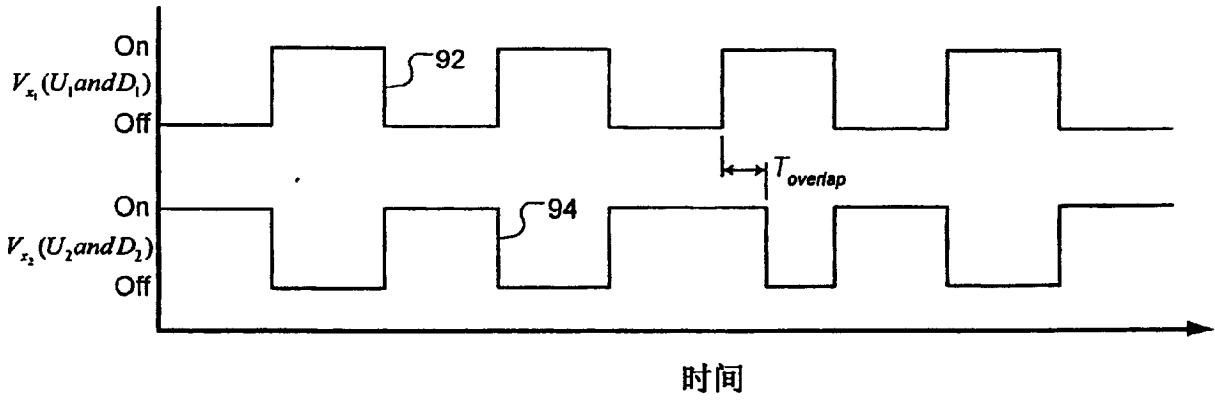 On
92
Vx₁(U₁andD₁)
Off
Toverlap
On
94
Vx₂(U₂andD₂)
Off
时间